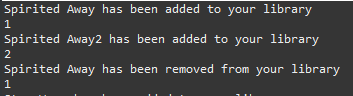 Spirited Away has been added to your library
1
Spirited Away2 has been added to your library
2
Spirited Away has been removed from your library
1